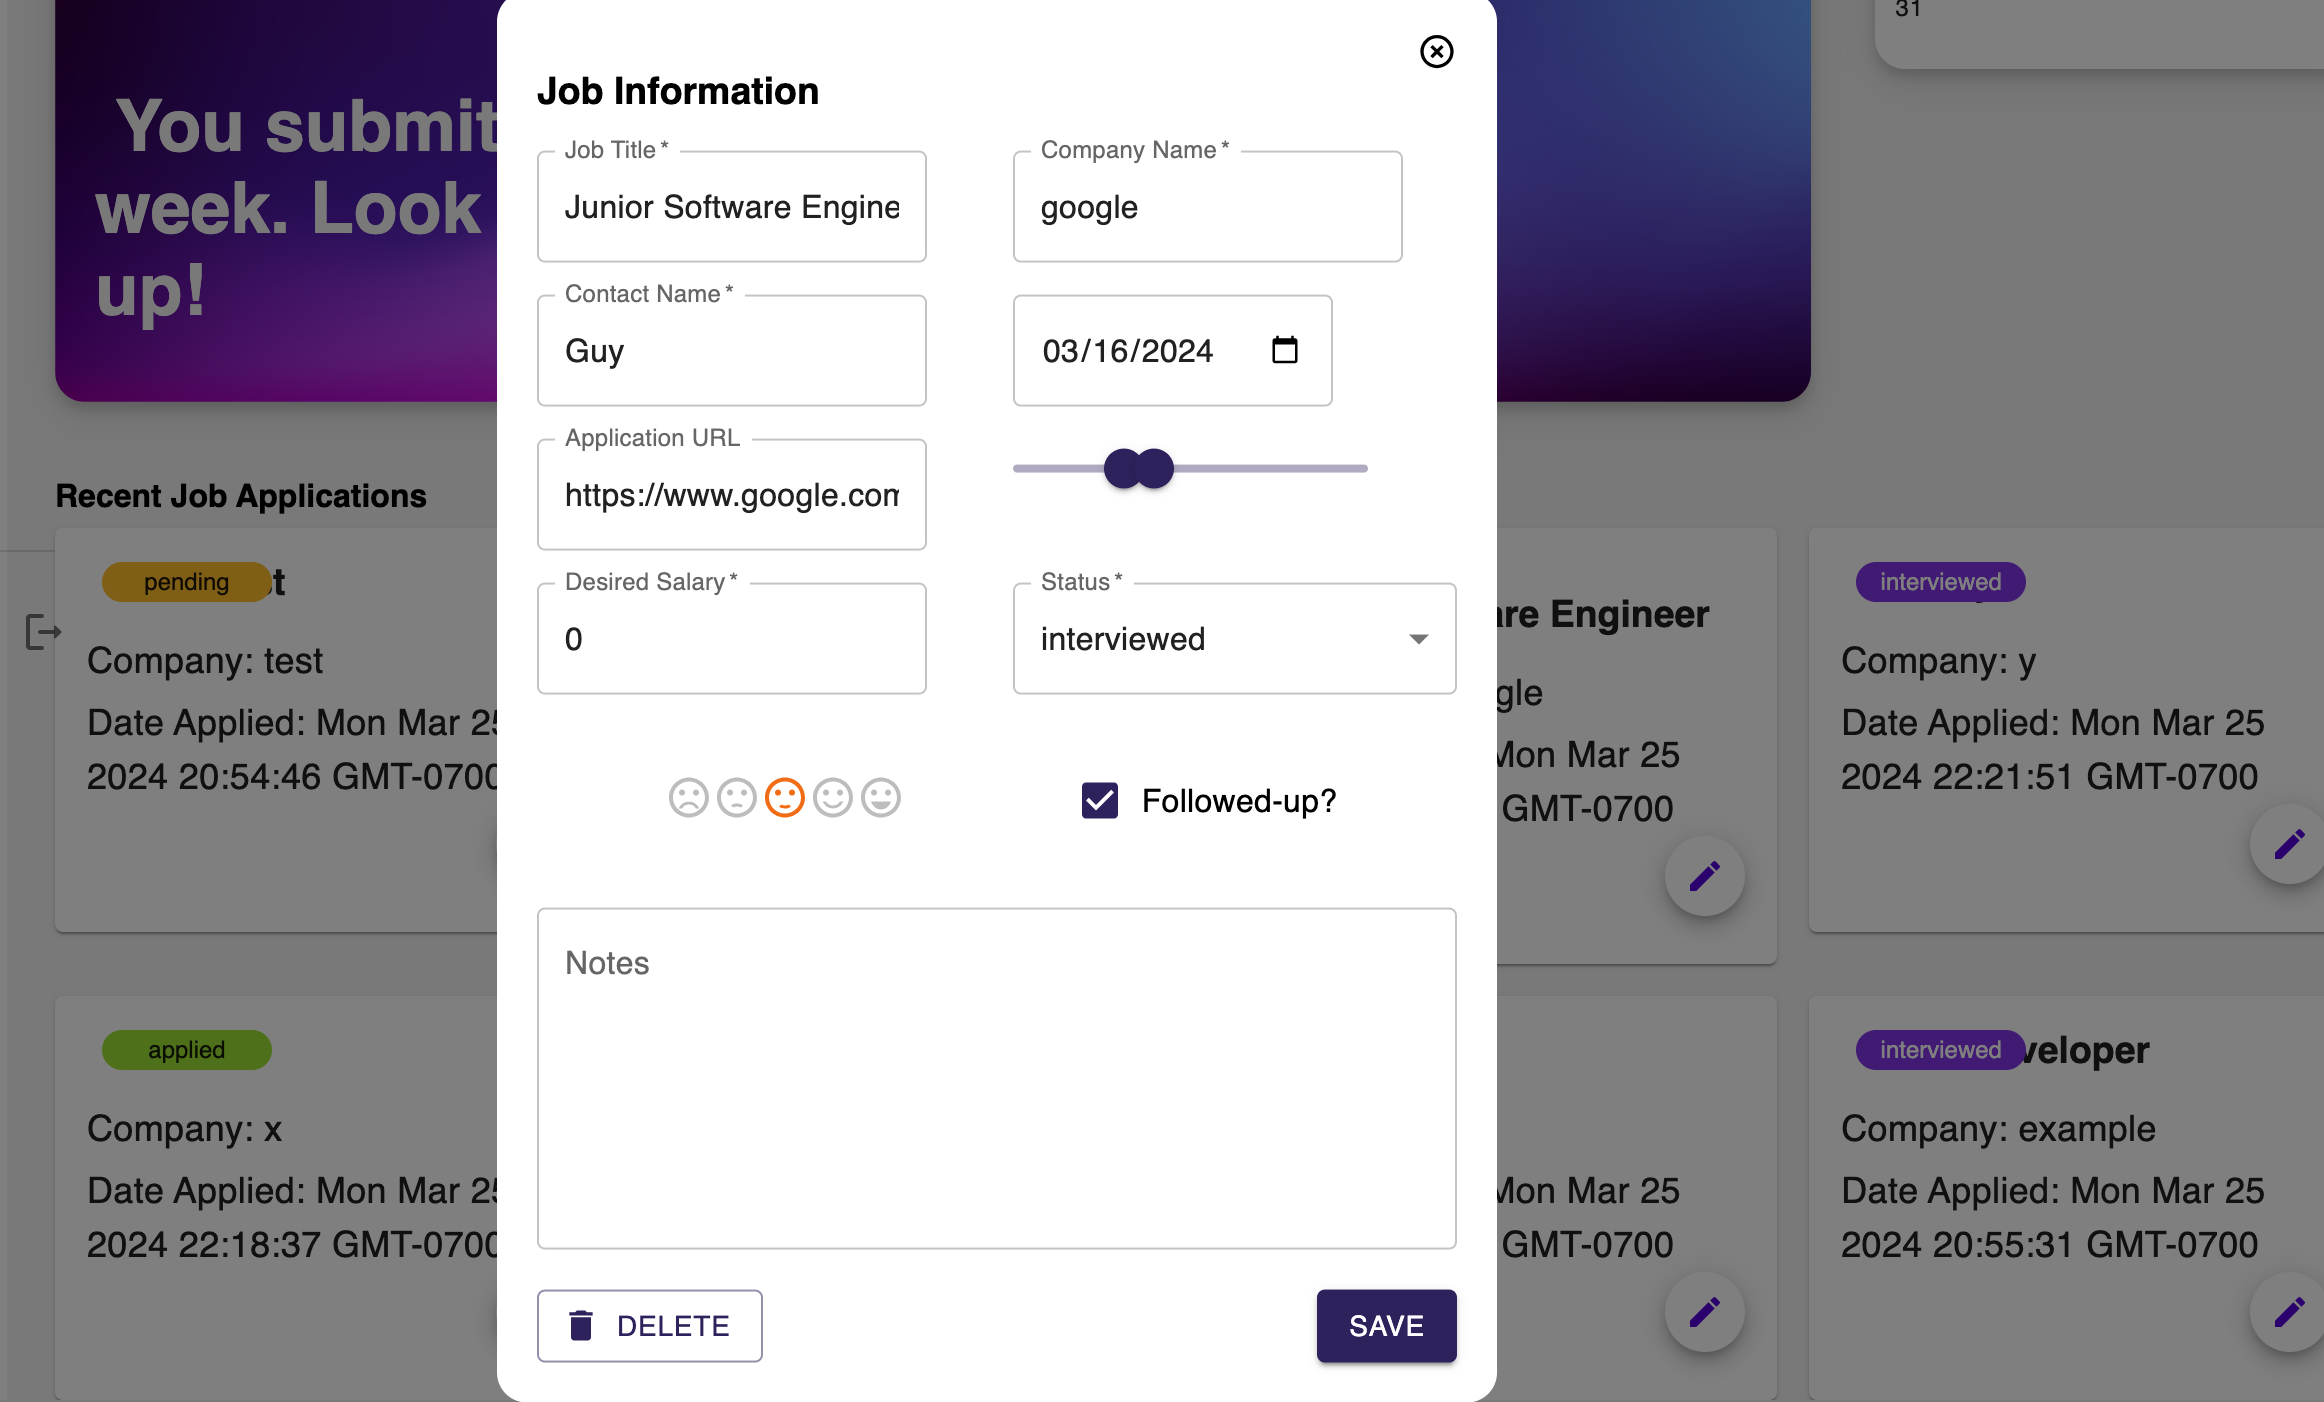 31
You submit
week. Look
up!
Job Information
Job Title *
Junior Software Engine
Company Name *
google
Contact Name *
Guy
03/16/2024
Application URL
https://www.google.com
Desired Salary *
0
Status *
interviewed
Followed-up?
Notes
DELETE
SAVE
Recent Job Applications
pending
t
Company: test
Date Applied: Mon Mar 25
2024 20:54:46 GMT-0700
are Engineer
gle
Mon Mar 25
GMT-0700
interviewed
Company: y
Date Applied: Mon Mar 25
2024 22:21:51 GMT-0700
applied
Company: x
Date Applied: Mon Mar 25
2024 22:18:37 GMT-0700
Mon Mar 25
GMT-0700
interviewed
veloper
Company: example
Date Applied: Mon Mar 25
2024 20:55:31 GMT-0700